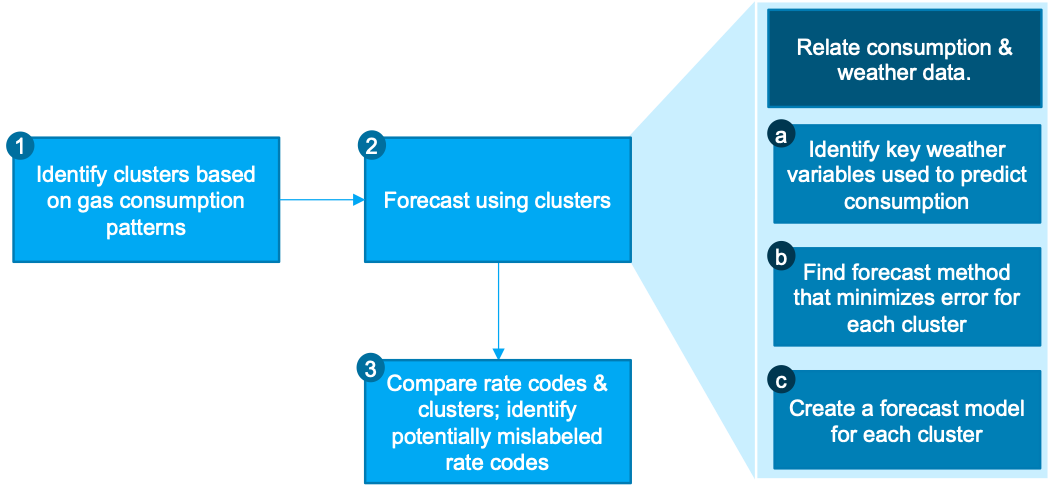 1
Identify clusters based
on gas consumption
patterns
2
Forecast using clusters
3
Compare rate codes &
clusters; identify
potentially mislabeled
rate codes
Relate consumption &
weather data.
a
Identify key weather
variables used to predict
consumption
b
Find forecast method
that minimizes error for
each cluster
c
Create a forecast model
for each cluster